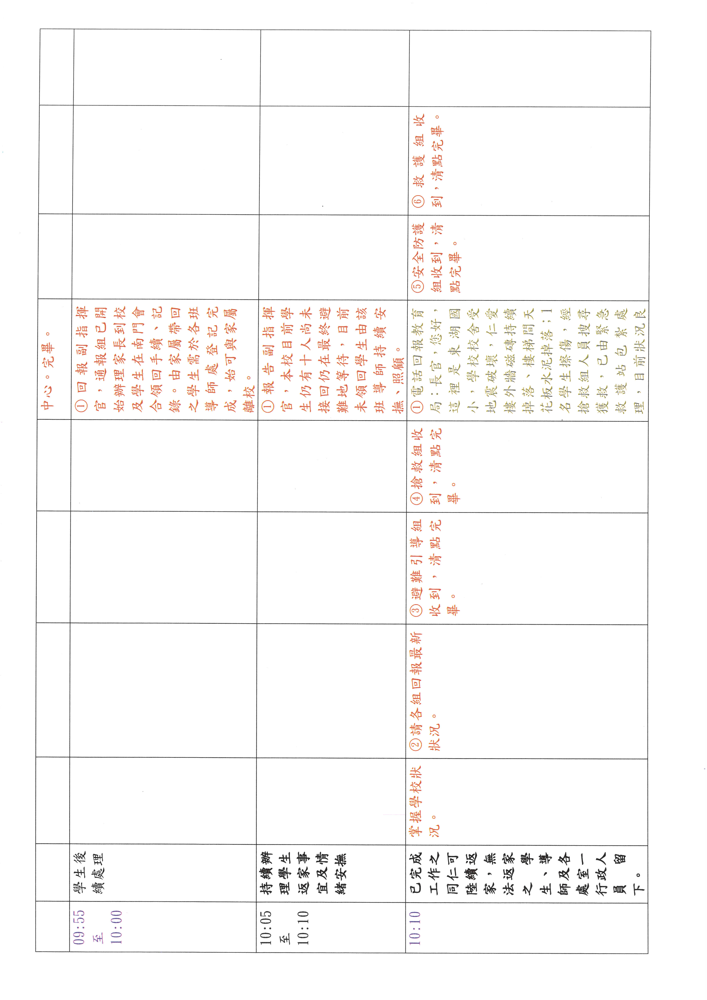 中心。完畢。
09:55
至
10:00
學生後
續處理
①回報副指揮
官，通報組已開
始辦理家長到校
及學生在南門會
合領回手續、記
錄。由家屬帶回
之學生需於各班
導師處登記完
成，始可與家屬
離校。
10:05
至
10:10
持續辦
理學生
返家事
宜及情
緒安撫
①報告副指揮
官，本校目前學
生仍有十人尚未
接回仍在最終避
難地等待，目前
未領回學生由該
班導師持續安
撫、照顧。
10:10
已完成
工作之
同仁可
陸續返
家，無
法返家
之學
生、導
師及各
處室一
行政人
員留
下。
掌握學校狀
況。
②請各組回報最新
狀況。
③避難引導組
收到，清點完
畢。
④搶救組收
到，清點完
畢。
①電話回報教育
局：長官，您好，
這裡是東湖國
小，學校校舍受
地震破壞，仁愛
樓外牆磁磚持續
掉落、樓梯間天
花板水泥掉落；1
名學生擦傷，經
搶救組人員搜尋
獲救，已由緊急
救護站包紮處
理，目前狀況良
⑤安全防護
組收到，清
點完畢。
⑥救護組收
到，清點完畢。